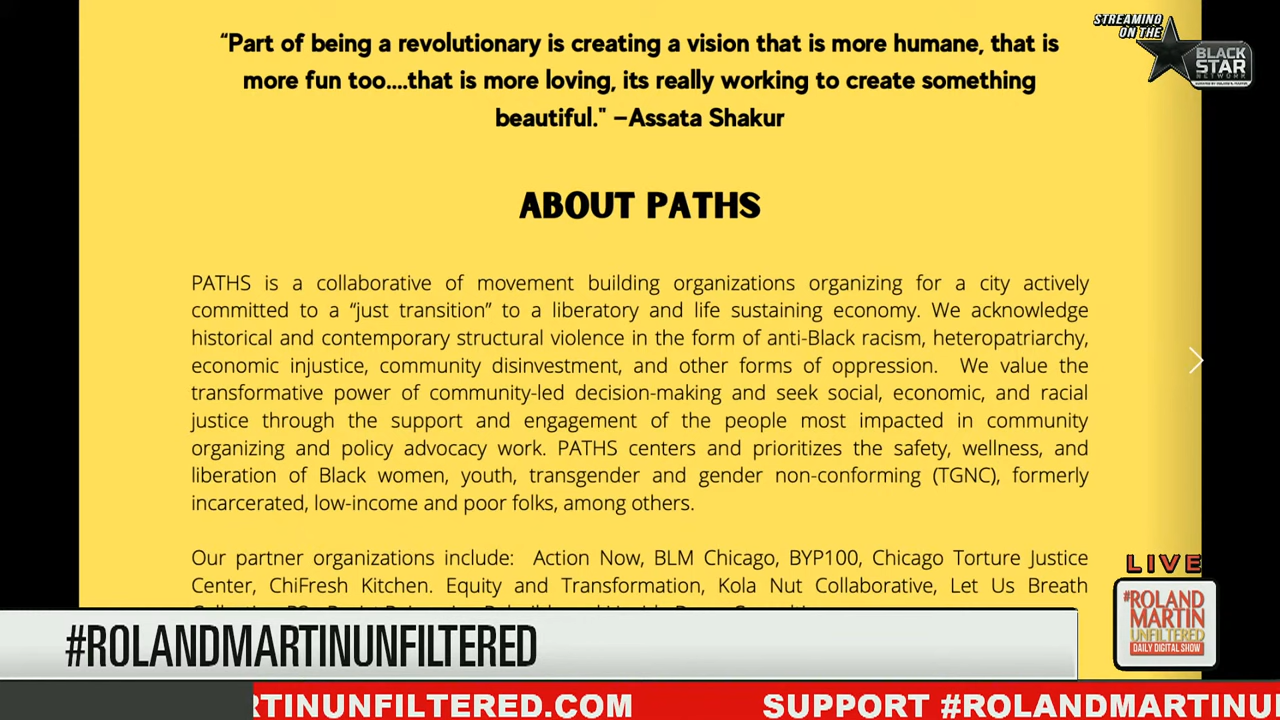 STREAMING
ON THE
BLACK
STAR
NETWORK
“Part of being a revolutionary is creating a vision that is more humane, that is
more fun too....that is more loving, its really working to create something
beautiful." –Assata Shakur
ABOUT PATHS
PATHS is a collaborative of movement building organizations organizing for a city actively
committed to a “just transition” to a liberatory and life sustaining economy. We acknowledge
historical and contemporary structural violence in the form of anti-Black racism, heteropatriarchy,
economic injustice, community disinvestment, and other forms of oppression.  We value the
transformative power of community-led decision-making and seek social, economic, and racial
justice through the support and engagement of the people most impacted in community
organizing and policy advocacy work. PATHS centers and prioritizes the safety, wellness, and
liberation of Black women, youth, transgender and gender non-conforming (TGNC), formerly
incarcerated, low-income and poor folks, among others.
Our partner organizations include:  Action Now, BLM Chicago, BYP100, Chicago Torture Justice
Center, ChiFresh Kitchen. Equity and Transformation, Kola Nut Collaborative, Let Us Breath
LIVE
#ROLAND
MARTIN
UNFILTERED
DAILY DIGITAL SHOW
#ROLANDMARTINUNFILTERED
RTINUNFILTERED.COM
SUPPORT #ROLANDMARTINU